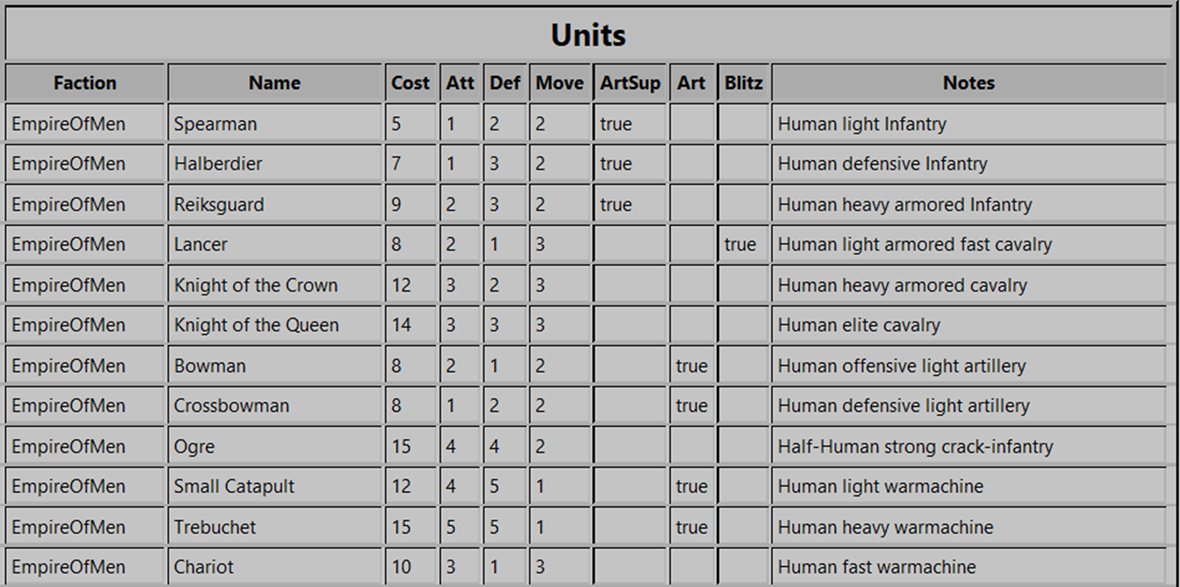 Units
Faction Name Cost Att Def Move ArtSup Art Blitz Notes
EmpireOfMen Spearman 5 1 2 2 true Human light Infantry
EmpireOfMen Halberdier 7 1 3 2 true Human defensive Infantry
EmpireOfMen Reiksguard 9 2 3 2 true Human heavy armored Infantry
EmpireOfMen Lancer 8 2 1 3 true Human light armored fast cavalry
EmpireOfMen Knight of the Crown 12 3 2 3 Human heavy armored cavalry
EmpireOfMen Knight of the Queen 14 3 3 3 Human elite cavalry
EmpireOfMen Bowman 8 2 1 2 true Human offensive light artillery
EmpireOfMen Crossbowman 8 1 2 2 true Human defensive light artillery
EmpireOfMen Ogre 15 4 4 2 Half-Human strong crack-infantry
EmpireOfMen Small Catapult 12 4 5 1 true Human light warmachine
EmpireOfMen Trebuchet 15 5 5 1 true Human heavy warmachine
EmpireOfMen Chariot 10 3 1 3 Human fast warmachine